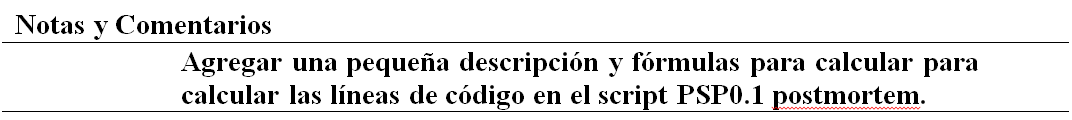 Notas y Comentarios
Agregar una pequeña descripción y fórmulas para calcular para
calcular las líneas de código en el script PSP0.1 postmortem.